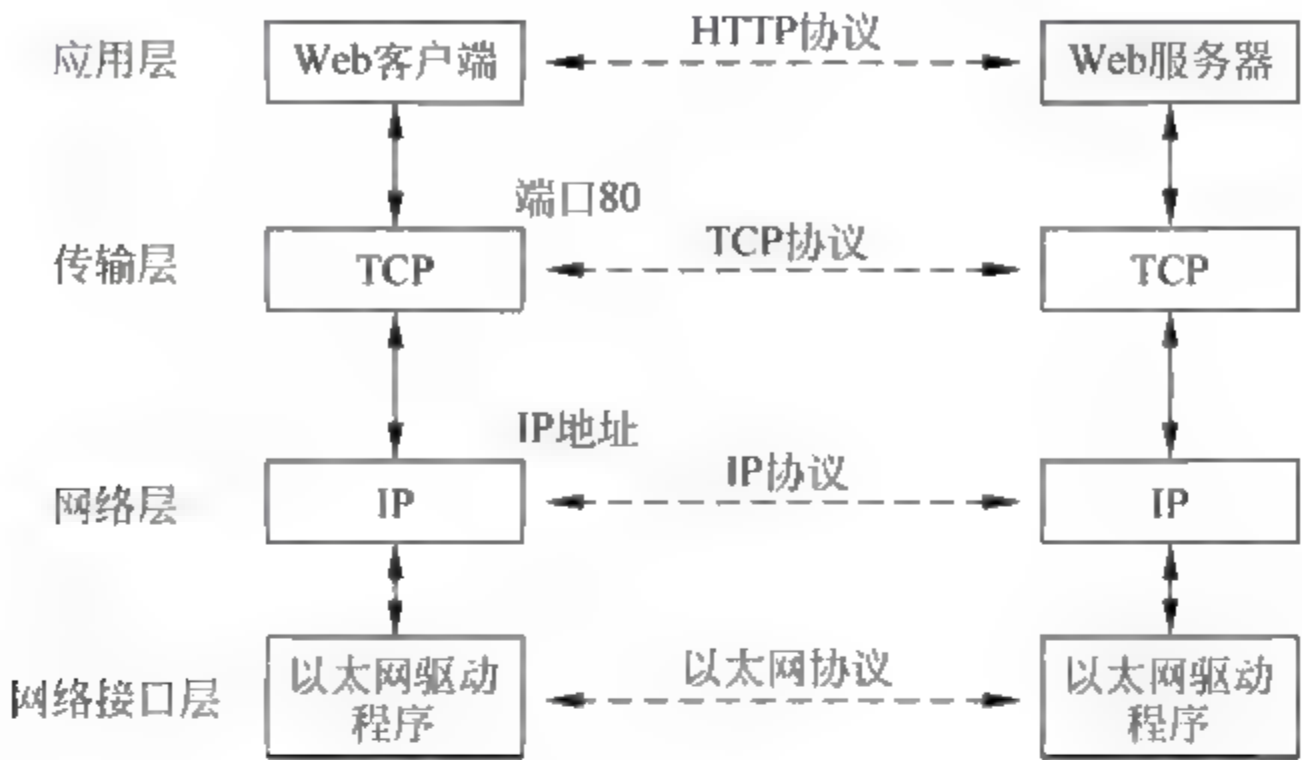 应用层
Web客户端
HTTP协议
Web服务器
端口80
传输层
TCP
TCP协议
TCP
IP地址
网络层
IP
IP协议
IP
网络接口层
以太网驱动
程序
以太网协议
以太网驱动
程序